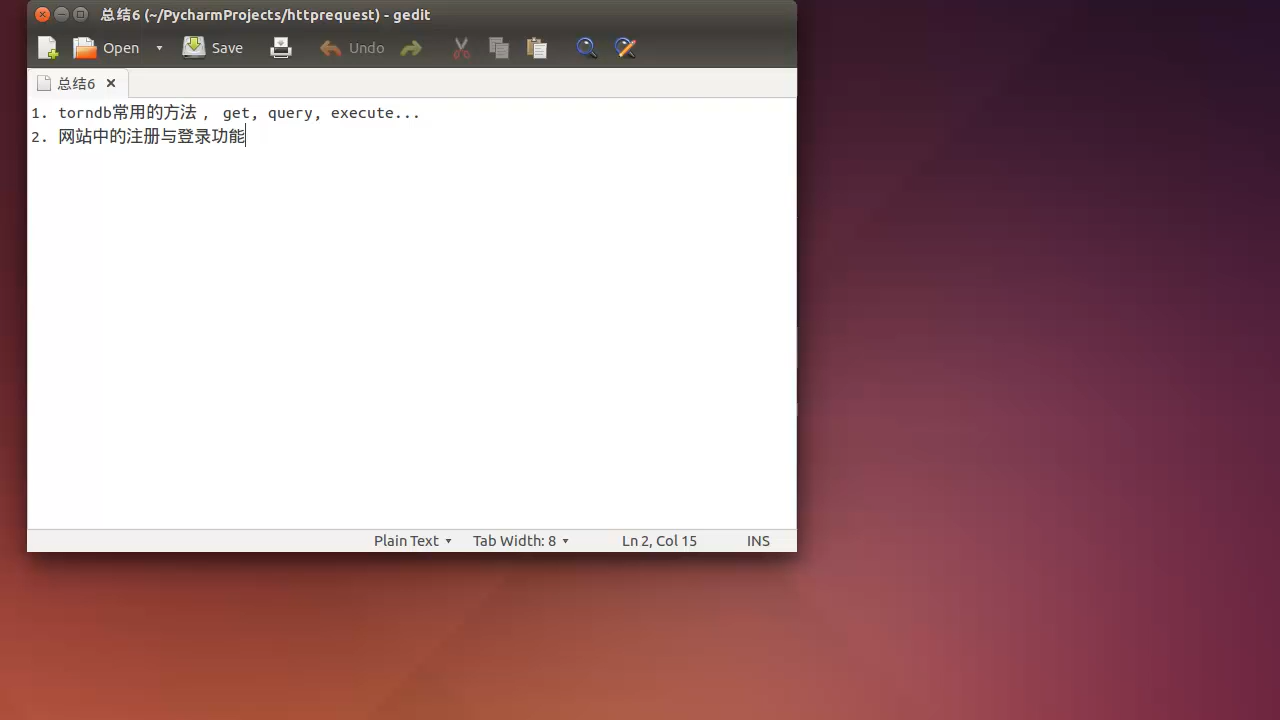 总结6 (~/PycharmProjects/httprequest) - gedit
Open Save Undo
总结6
1. torndb常用的方法， get, query, execute...
2. 网站中的注册与登录功能
Plain Text Tab Width: 8 Ln 2, Col 15 INS